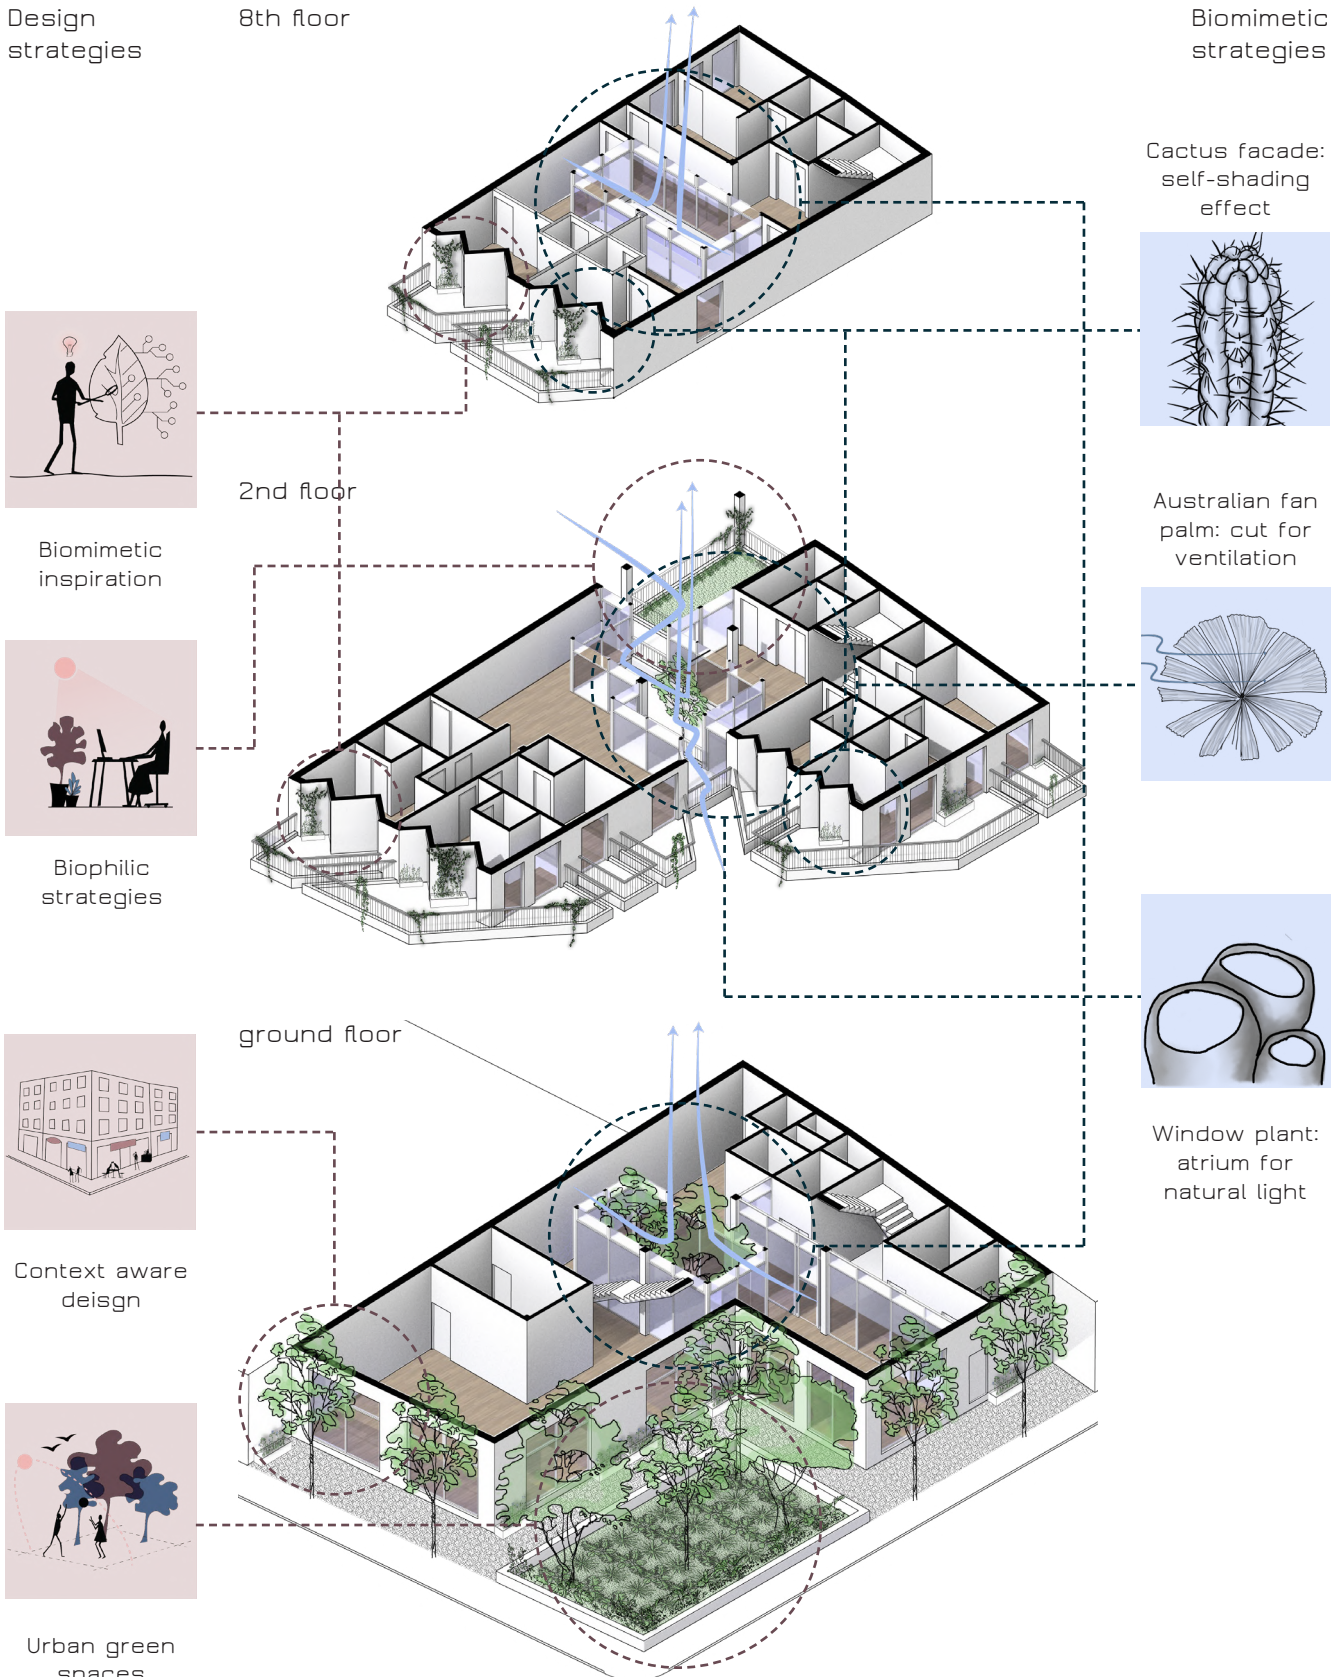 Design
strategies
8th floor
Biomimetic
strategies
Cactus facade:
self-shading
effect
2nd floor
Biomimetic
inspiration
Australian fan
palm: cut for
ventilation
Biophilic
strategies
ground floor
Window plant:
atrium for
natural light
Context aware
deisgn
Urban green
spaces